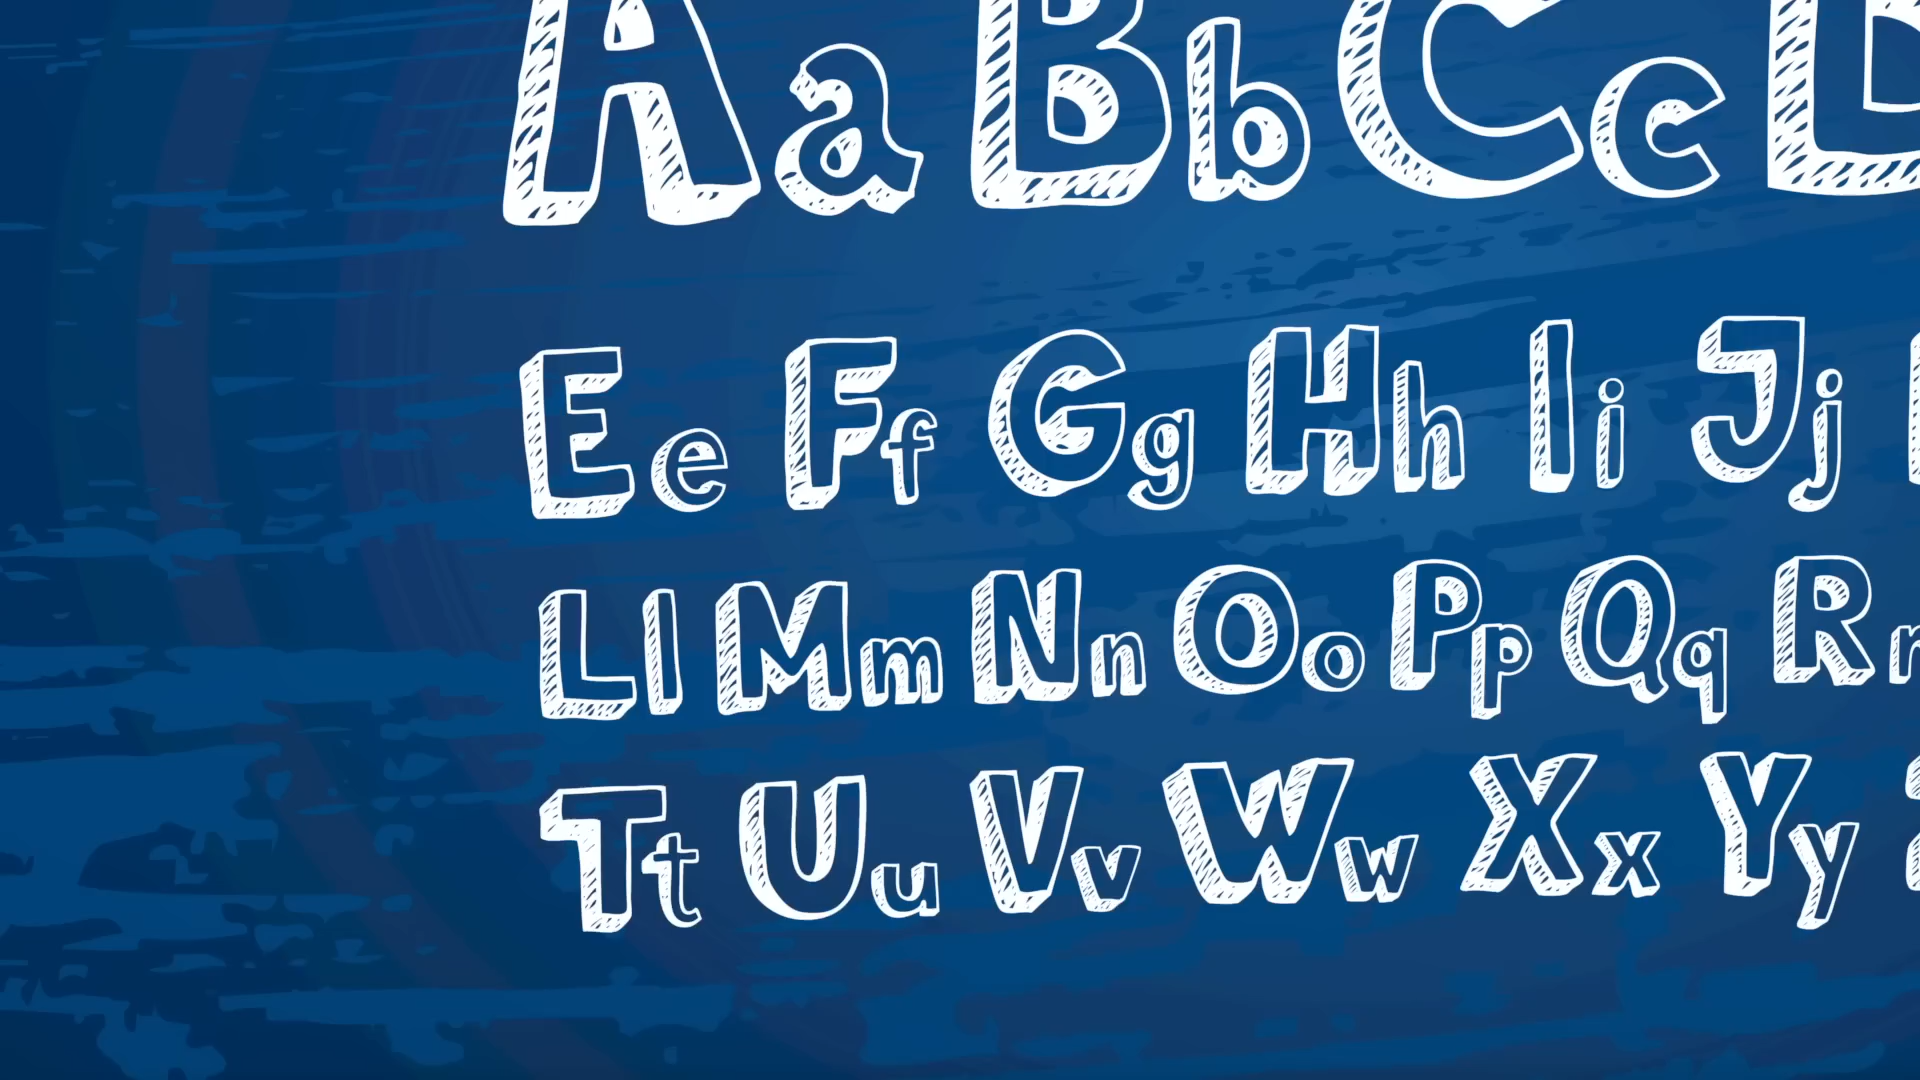 Aa Bb Cc D
Ee Ff Gg Hh Ii Jj
Ll Mm Nn Oo Pp Qq Rr
Tt Uu Vv Ww Xx Yy